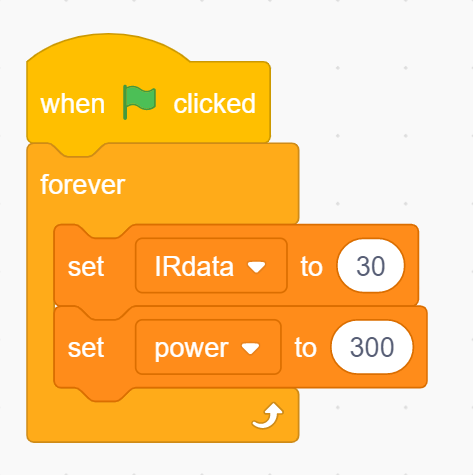 when clicked
forever
set IRdata to 30
set power to 300